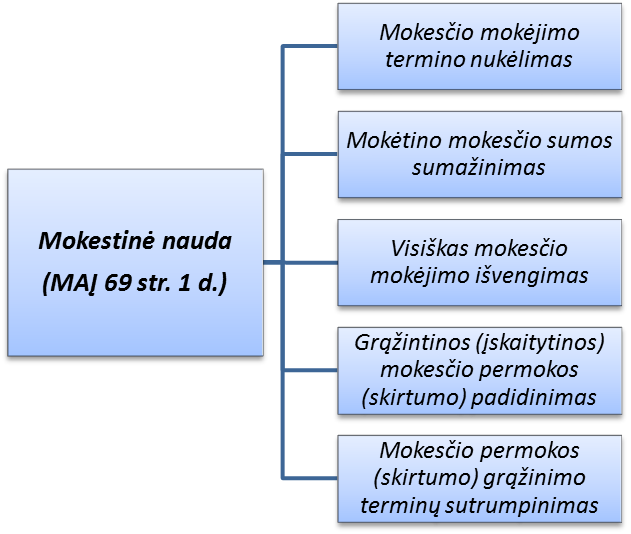 Mokestinė nauda
(MAĮ 69 str. 1 d.)
Mokesčio mokėjimo
termino nukėlimas
Mokėtino mokesčio sumos
sumažinimas
Visiškas mokesčio
mokėjimo išvengimas
Grąžintinos (įskaitytinos)
mokesčio permokos
(skirtumo) padidinimas
Mokesčio permokos
(skirtumo) grąžinimo
terminų sutrumpinimas